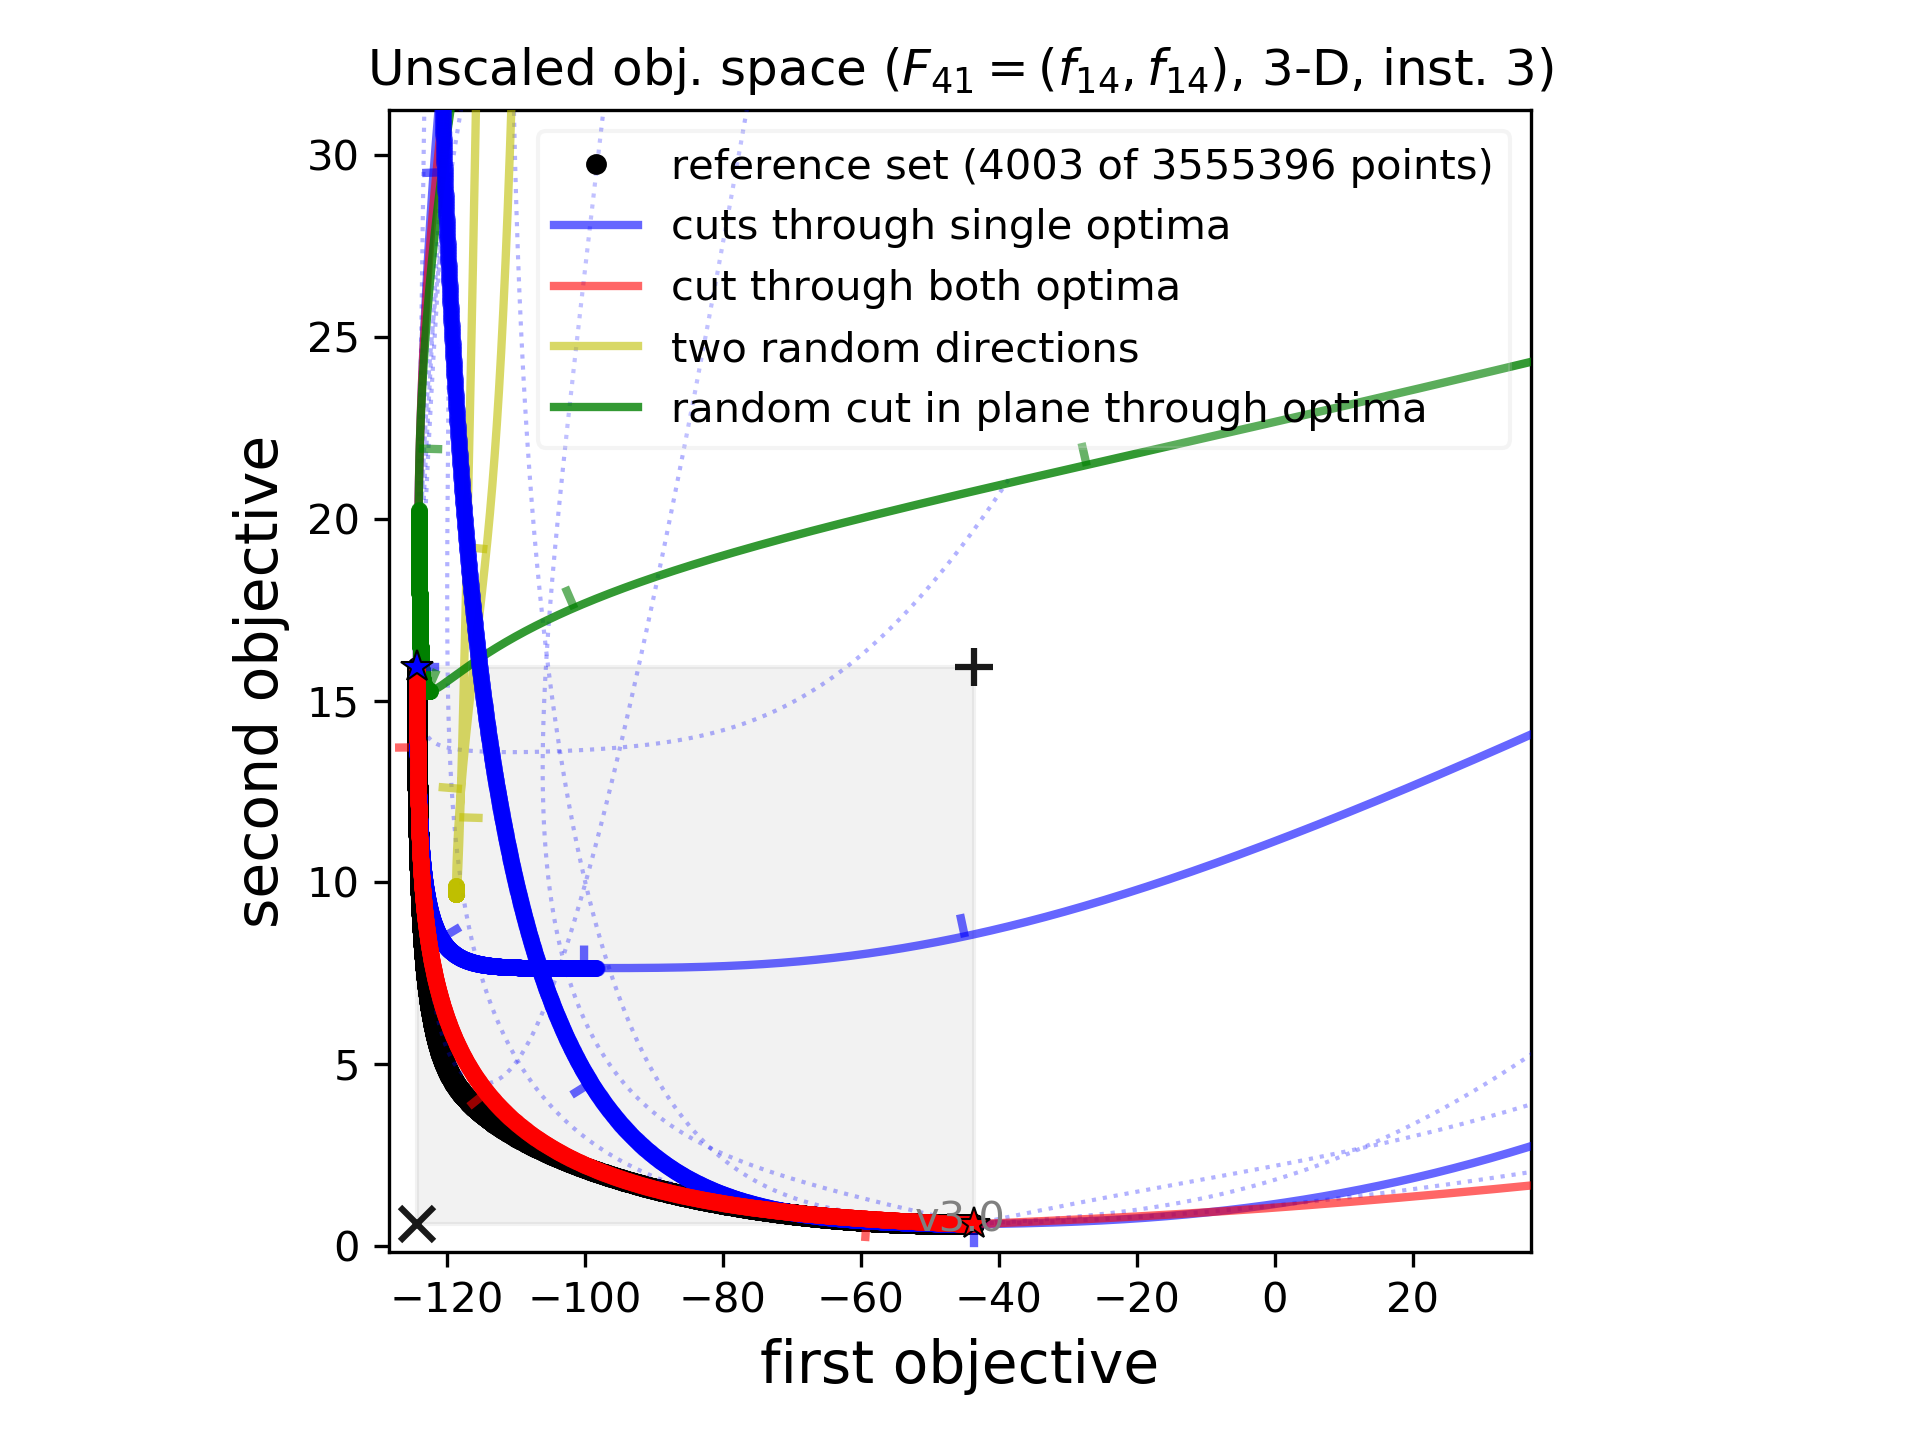 Unscaled obj. space (F₄₁ = (f₁₄, f₁₄), 3-D, inst. 3)
reference set (4003 of 3555396 points)
cuts through single optima
cut through both optima
two random directions
random cut in plane through optima
second objective
30
25
20
15
10
5
0
v3.0
−120 −100 −80 −60 −40 −20 0 20
first objective